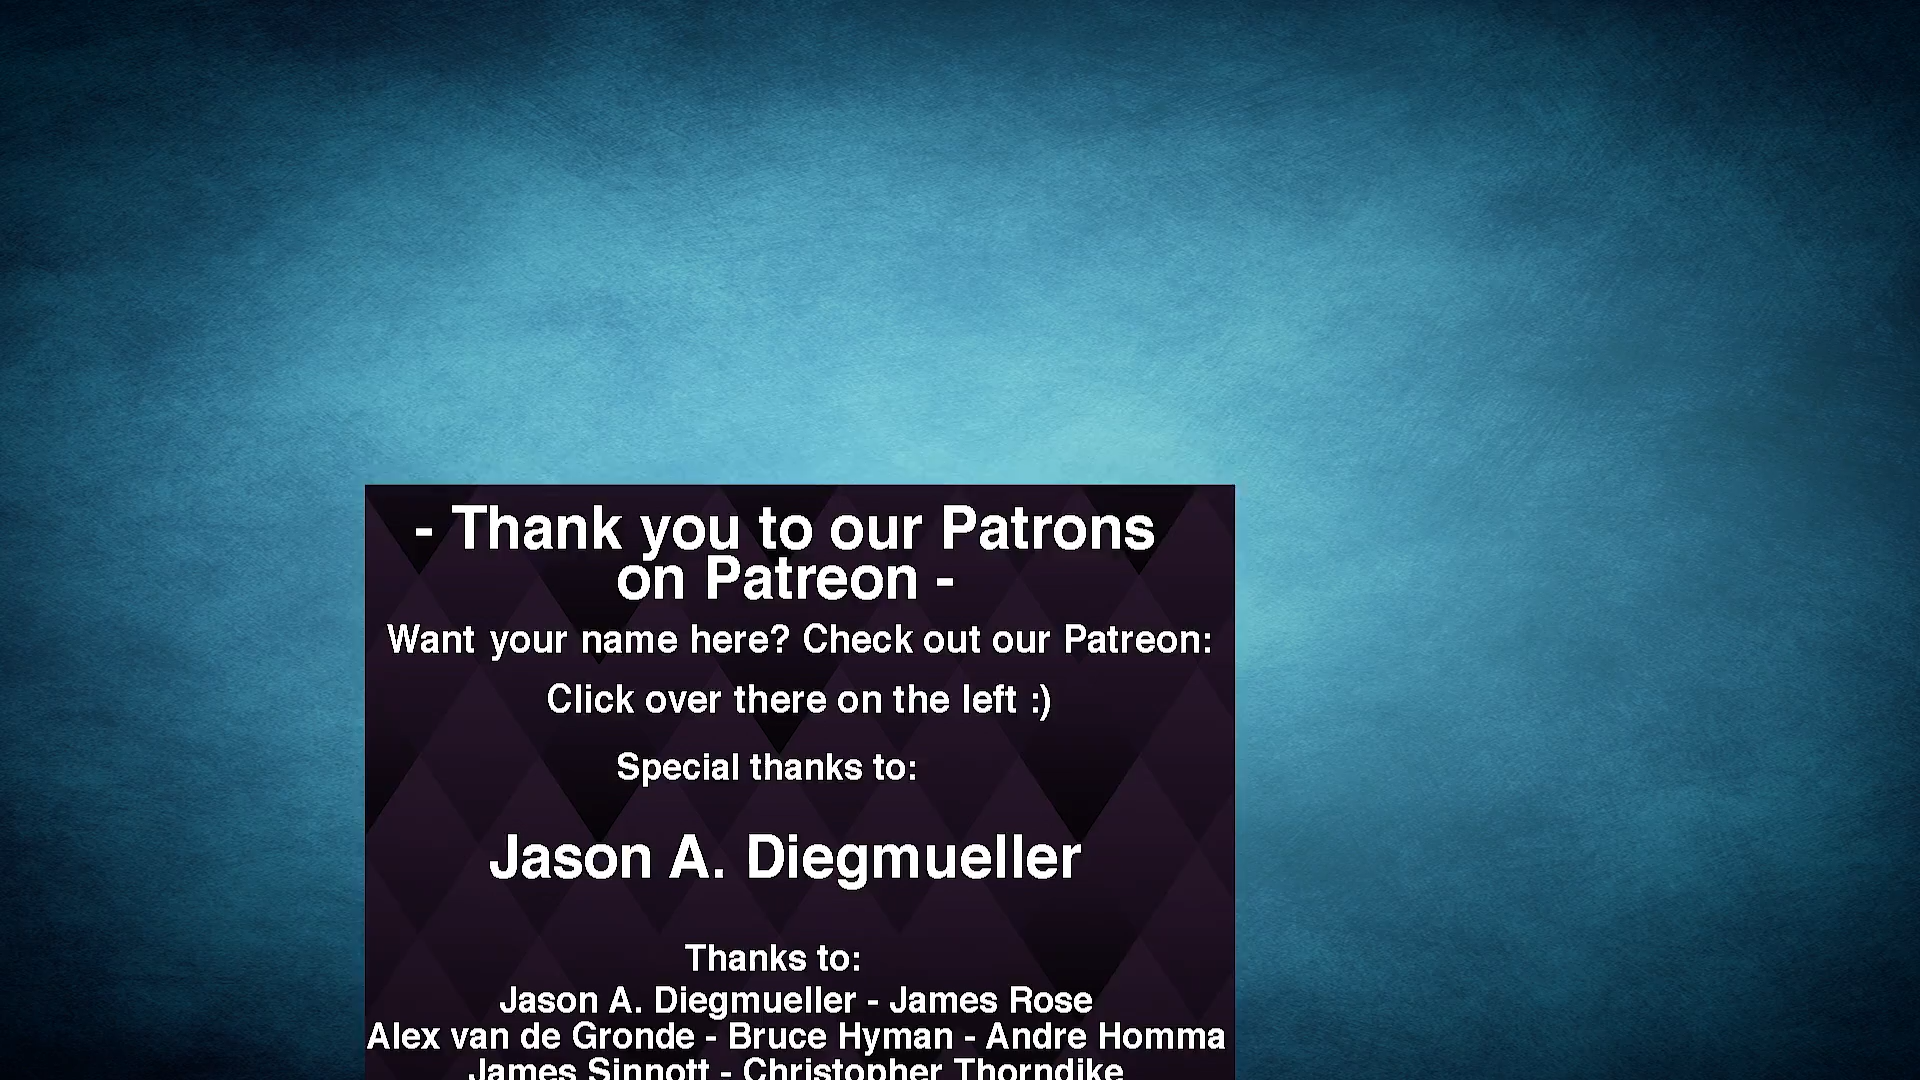 - Thank you to our Patrons
on Patreon -
Want your name here? Check out our Patreon:
Click over there on the left :)
Special thanks to:
Jason A. Diegmueller
Thanks to:
Jason A. Diegmueller - James Rose
Alex van de Gronde - Bruce Hyman - Andre Homma
James Sinnott - Christopher Thorndike